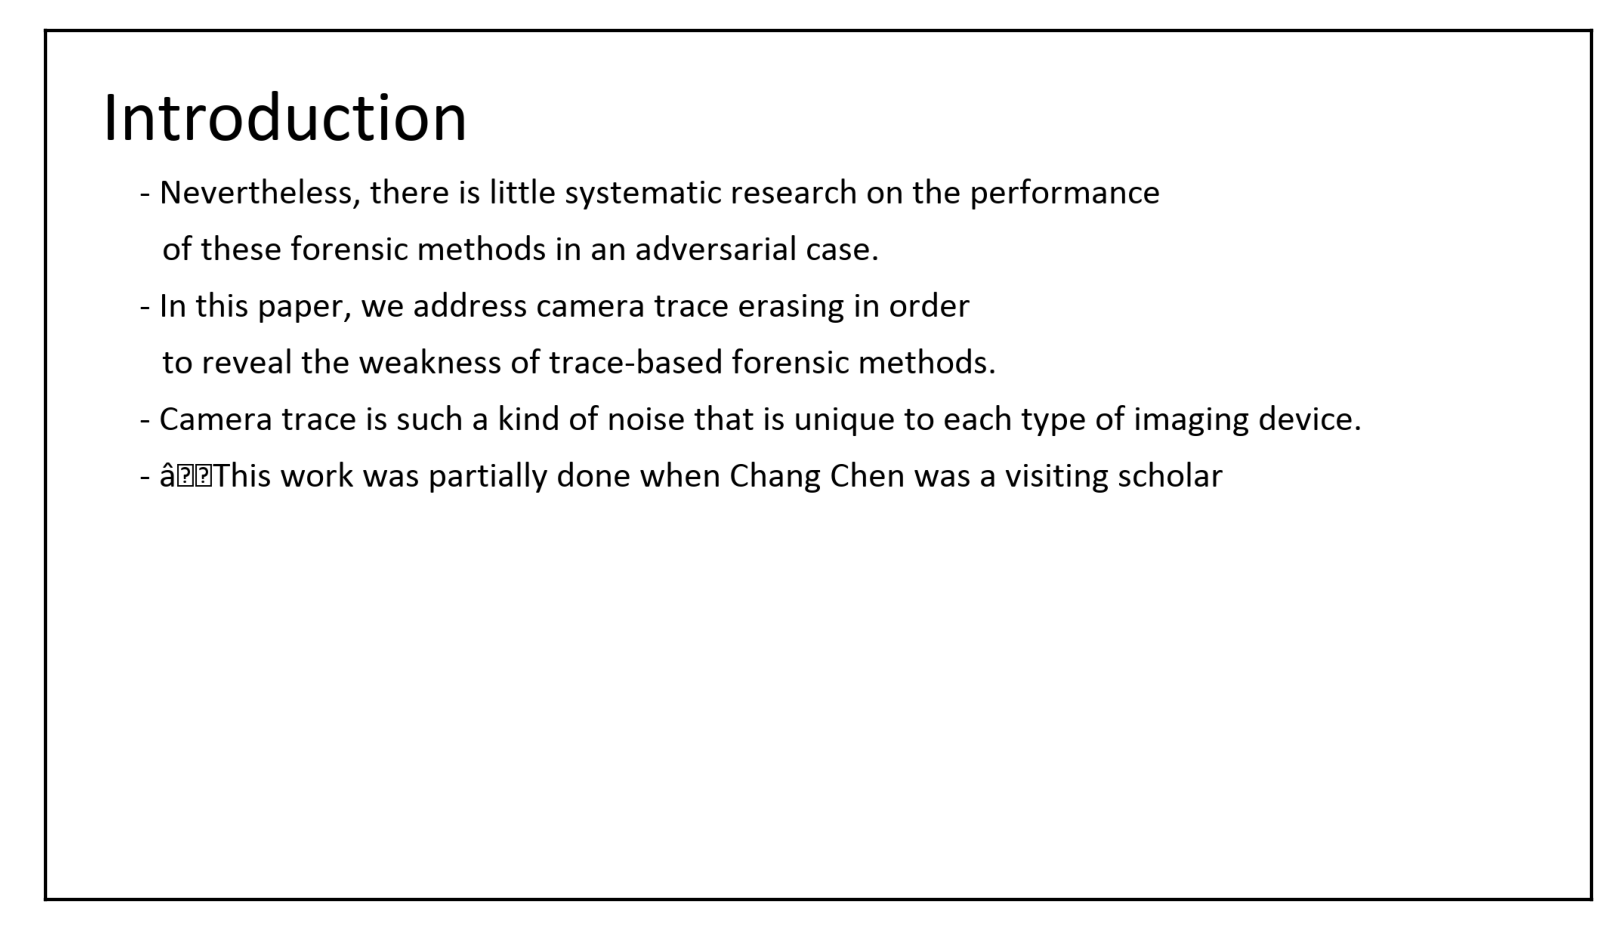 Introduction
- Nevertheless, there is little systematic research on the performance
of these forensic methods in an adversarial case.
- In this paper, we address camera trace erasing in order
to reveal the weakness of trace-based forensic methods.
- Camera trace is such a kind of noise that is unique to each type of imaging device.
- â��This work was partially done when Chang Chen was a visiting scholar